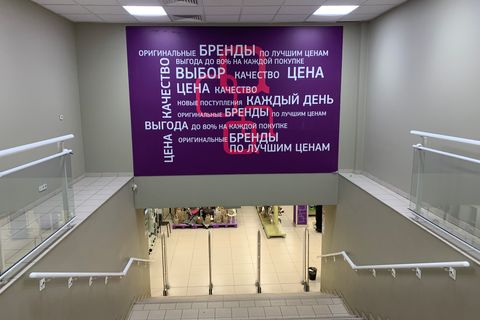 ОРИГИНАЛЬНЫЕ БРЕНДЫ ПО ЛУЧШИМ ЦЕНАМ
ВЫГОДА ДО 80% НА КАЖДОЙ ПОКУПКЕ
КАЧЕСТВО
ВЫБОР КАЧЕСТВО ЦЕНА
ЦЕНА КАЧЕСТВО
НОВЫЕ ПОСТУПЛЕНИЯ КАЖДЫЙ ДЕНЬ
ОРИГИНАЛЬНЫЕ БРЕНДЫ ПО ЛУЧШИМ ЦЕНАМ
ВЫГОДА ДО 80% НА КАЖДОЙ ПОКУПКЕ
ЦЕНА
ОРИГИНАЛЬНЫЕ БРЕНДЫ
ПО ЛУЧШИМ ЦЕНАМ